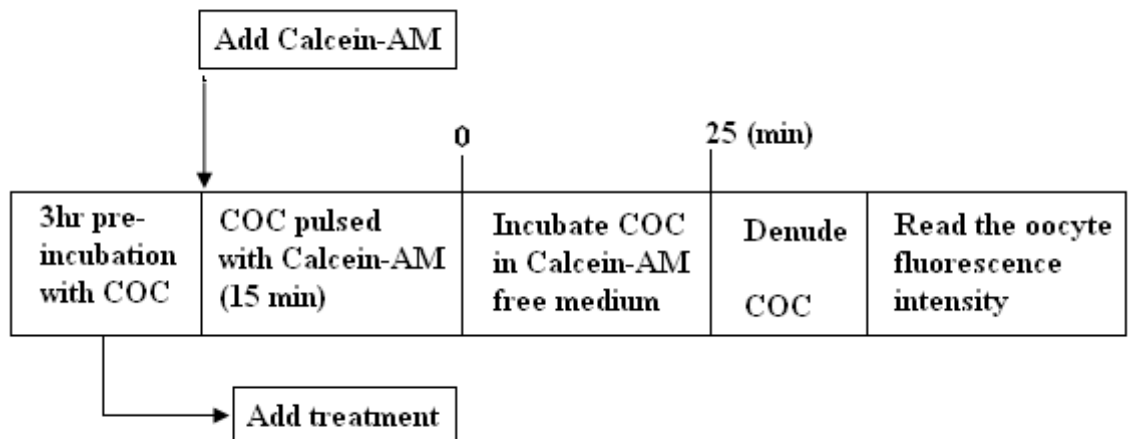 Add Calcein-AM
0
25 (min)
3hr pre-
incubation
with COC
COC pulsed
with Calcein-AM
(15 min)
Incubate COC
in Calcein-AM
free medium
Denude
COC
Read the oocyte
fluorescence
intensity
Add treatment